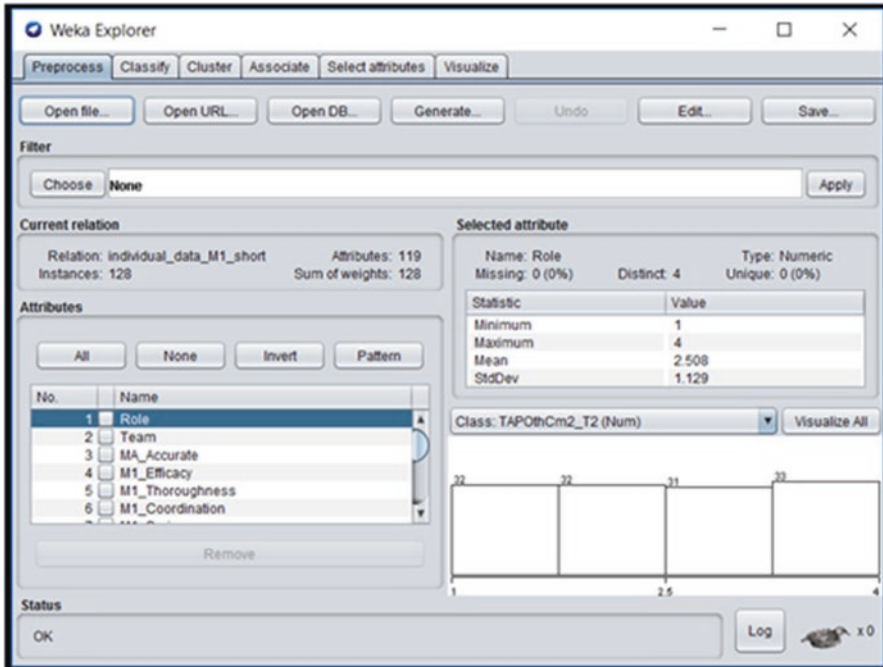 Weka Explorer
Preprocess Classify Cluster Associate Select attributes Visualize
Open file... Open URL... Open DB... Generate... Undo Edit... Save...
Filter
Choose None Apply
Current relation
Relation: individual_data_M1_short Attributes: 119
Instances: 128 Sum of weights: 128
Selected attribute
Name: Role Type: Numeric
Missing: 0 (0%) Distinct: 4 Unique: 0 (0%)
Statistic Value
Minimum 1
Maximum 4
Mean 2.508
StdDev 1.129
Attributes
All None Invert Pattern
No. Name
1 Role
2 Team
3 MA_Accurate
4 M1_Efficacy
5 M1_Thoroughness
6 M1_Coordination
Remove
Class: TAPOthCm2_T2 (Num) Visualize All
32 32 31 33
1 2.5 4
Status
OK
Log x 0